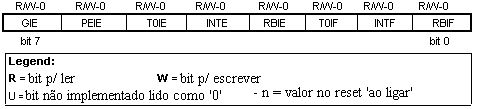 R/W-0 R/W-0 R/W-0 R/W-0 R/W-0 R/W-0 R/W-0 R/W-0
GIE PEIE T0IE INTE RBIE T0IF INTF RBIF
bit 7 bit 0
Legend:
R = bit p/ ler W = bit p/ escrever
U = bit não implementado lido como '0' - n = valor no reset 'ao ligar'